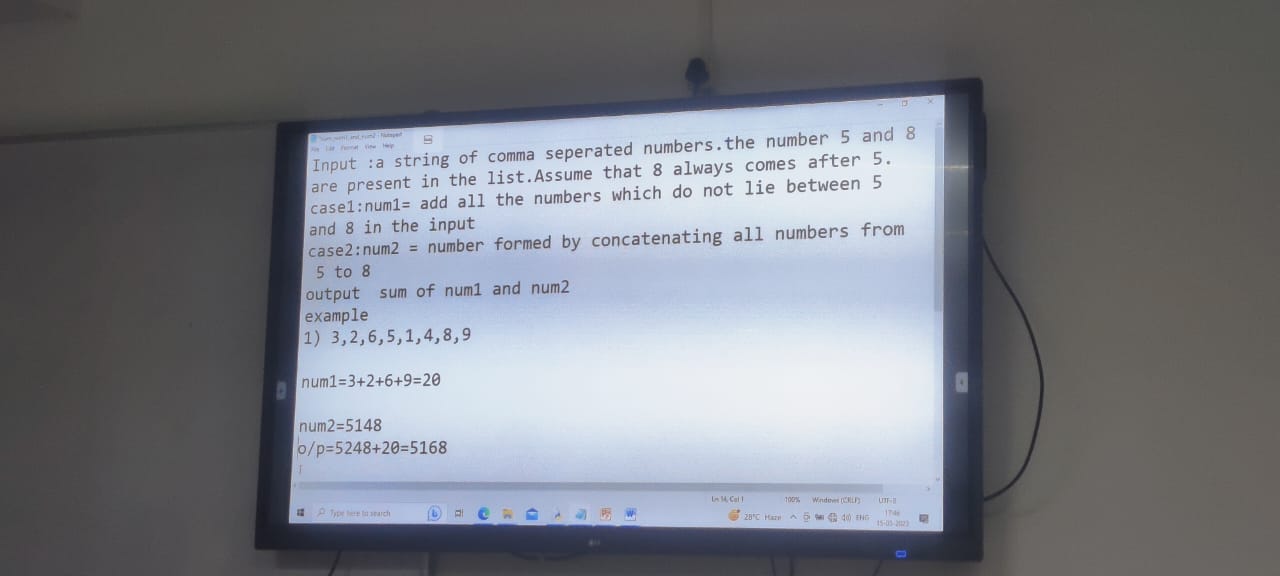 *sum_num1_and_num2 - Notepad
File Edit Format View Help
Input :a string of comma seperated numbers.the number 5 and 8
are present in the list.Assume that 8 always comes after 5.
case1:num1= add all the numbers which do not lie between 5
and 8 in the input
case2:num2 = number formed by concatenating all numbers from
5 to 8
output sum of num1 and num2
example
1) 3,2,6,5,1,4,8,9
num1=3+2+6+9=20
num2=5148
o/p=5248+20=5168
Ln 14, Col 1 100% Windows (CRLF) UTF-8
Type here to search
28°C Haze ENG
17:46
15-05-2023
LG